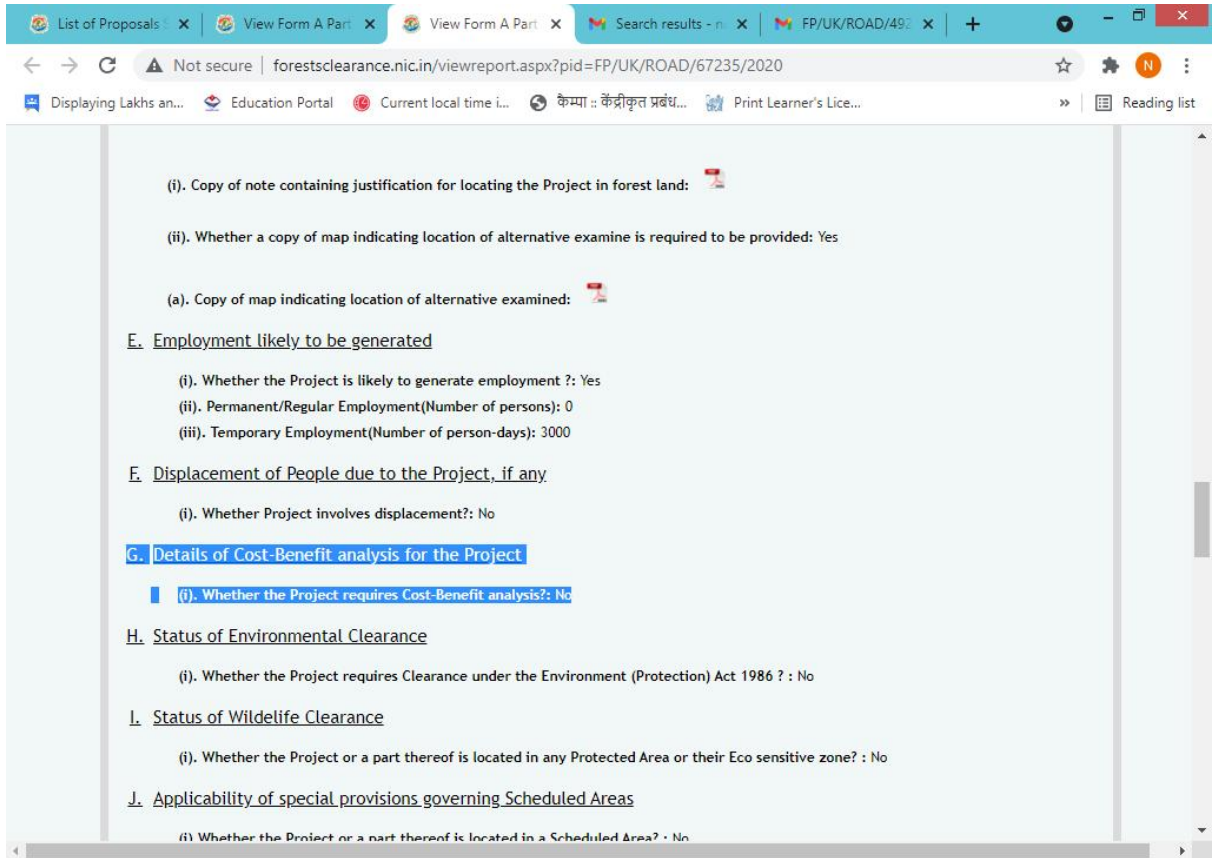 List of Proposals S
View Form A Part
View Form A Part
Search results - n
FP/UK/ROAD/492
Not secure | forestsclearance.nic.in/viewreport.aspx?pid=FP/UK/ROAD/67235/2020
N
Displaying Lakhs an...
Education Portal
Current local time i...
कैम्पा :: केंद्रीकृत प्रबंध...
Print Learner's Lice...
»
Reading list
(i). Copy of note containing justification for locating the Project in forest land:
(ii). Whether a copy of map indicating location of alternative examine is required to be provided: Yes
(a). Copy of map indicating location of alternative examined:
E. Employment likely to be generated
(i). Whether the Project is likely to generate employment ?: Yes
(ii). Permanent/Regular Employment(Number of persons): 0
(iii). Temporary Employment(Number of person-days): 3000
F. Displacement of People due to the Project, if any
(i). Whether Project involves displacement?: No
G. Details of Cost-Benefit analysis for the Project
(i). Whether the Project requires Cost-Benefit analysis?: No
H. Status of Environmental Clearance
(i). Whether the Project requires Clearance under the Environment (Protection) Act 1986 ? : No
I. Status of Wildelife Clearance
(i). Whether the Project or a part thereof is located in any Protected Area or their Eco sensitive zone? : No
J. Applicability of special provisions governing Scheduled Areas
(i) Whether the Project or a part thereof is located in a Scheduled Area? : No